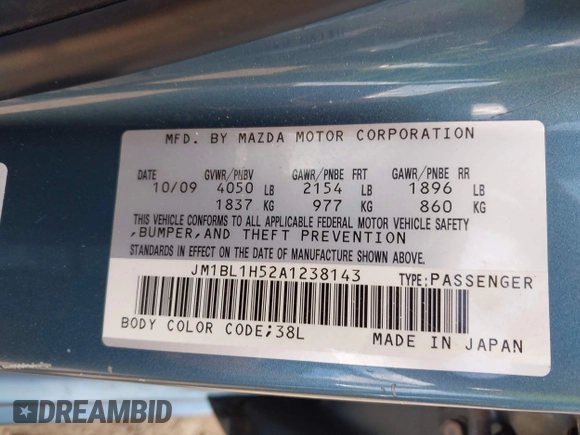 MFD. BY MAZDA MOTOR CORPORATION
DATE GVWR/PNBV GAWR/PNBE FRT GAWR/PNBE RR
10/09 4050 LB 2154 LB 1896 LB
1837 KG 977 KG 860 KG
THIS VEHICLE CONFORMS TO ALL APPLICABLE FEDERAL MOTOR VEHICLE SAFETY
,BUMPER,AND THEFT PREVENTION
STANDARDS IN EFFECT ON THE DATE OF MANUFACTURE SHOWN ABOVE.
JM1BL1H52A1238143 TYPE:PASSENGER
BODY COLOR CODE;38L MADE IN JAPAN
DREAMBID